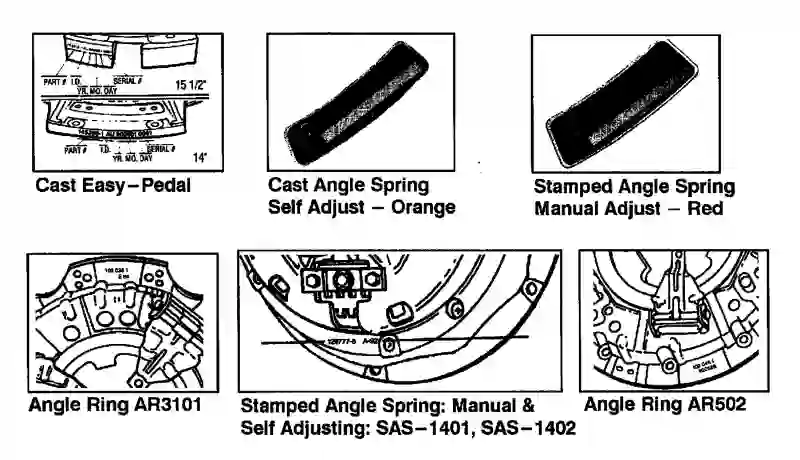 PART # I.D. SERIAL #
YR. MO. DAY
15 1/2"
PART # I.D. SERIAL #
YR. MO. DAY
14"
Cast Easy-Pedal
Cast Angle Spring
Self Adjust – Orange
Stamped Angle Spring
Manual Adjust – Red
Angle Ring AR3101
Stamped Angle Spring: Manual &
Self Adjusting: SAS-1401, SAS-1402
Angle Ring AR502